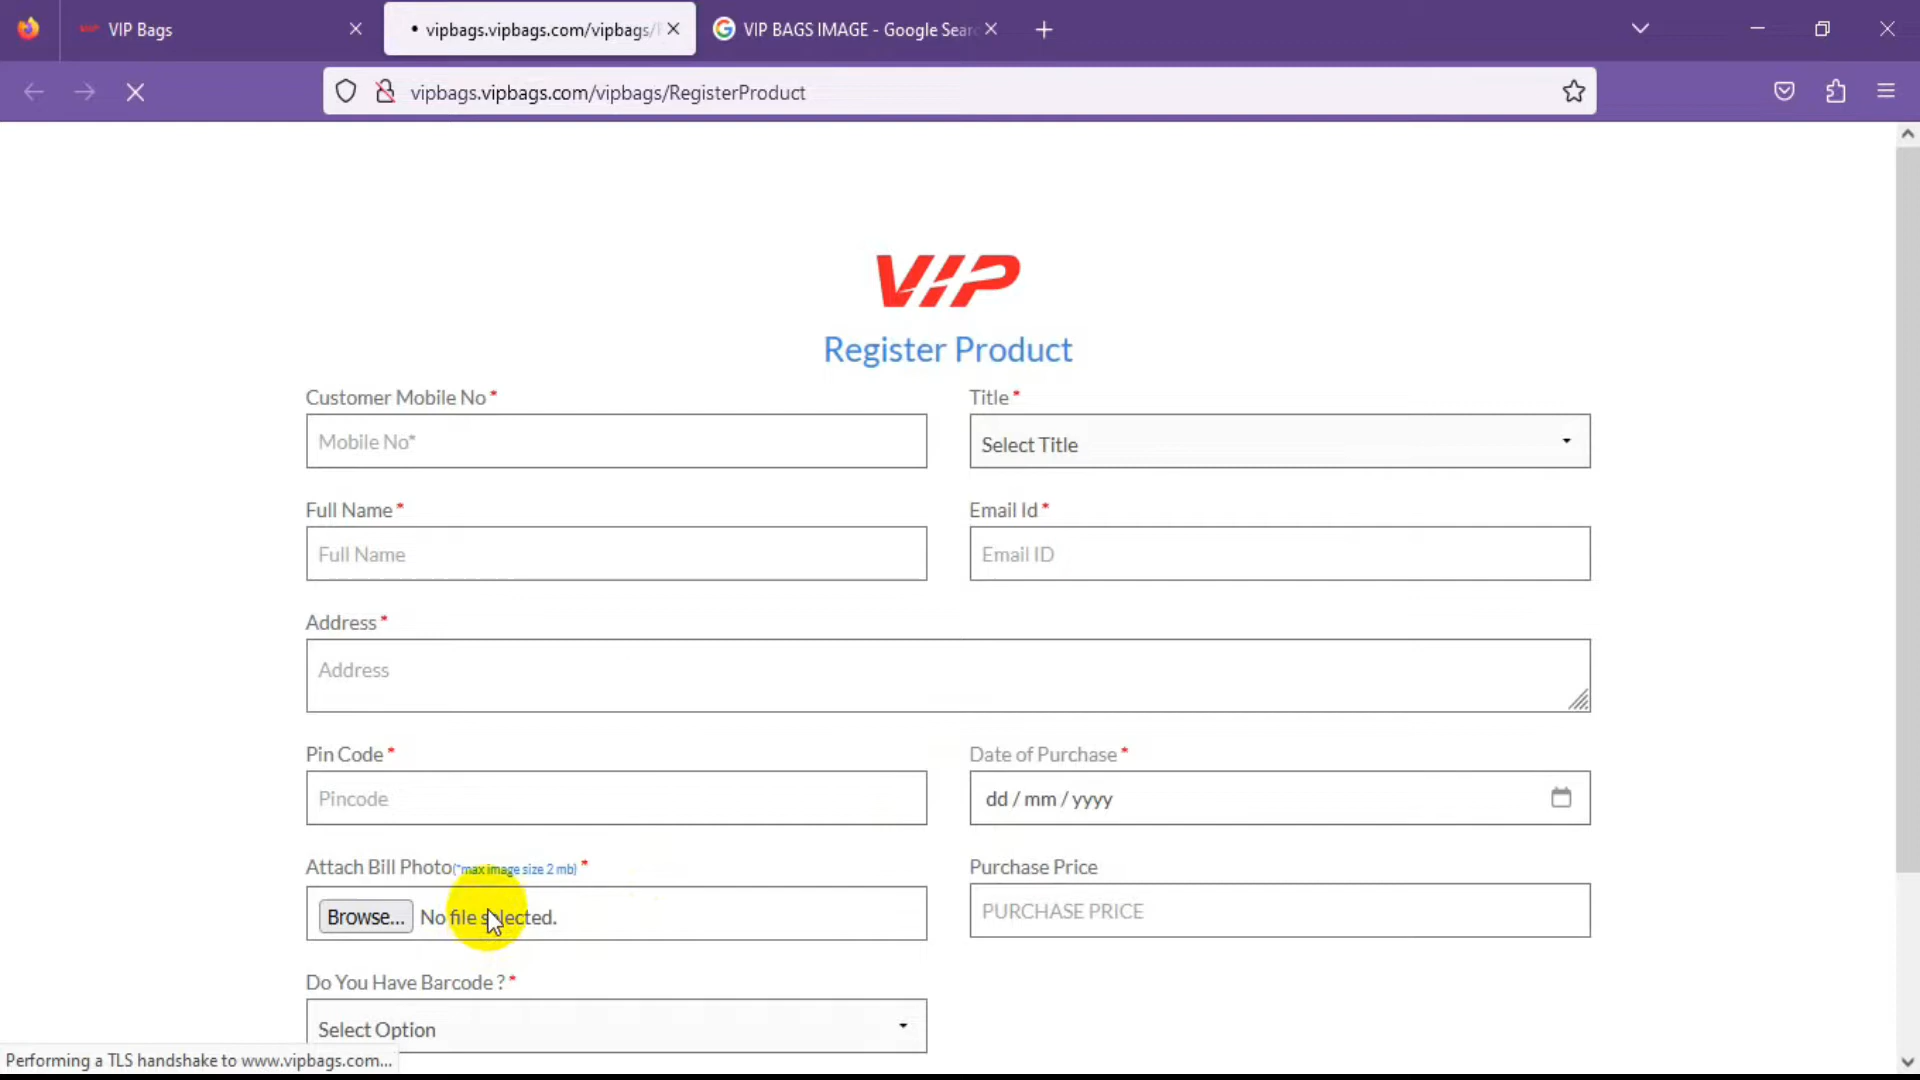 VIP Bags
vipbags.vipbags.com/vipbags/
VIP BAGS IMAGE - Google Sear
vipbags.vipbags.com/vipbags/RegisterProduct
VIP
Register Product
Customer Mobile No *
Title *
Mobile No*
Select Title
Full Name *
Email Id *
Full Name
Email ID
Address *
Address
Pin Code *
Date of Purchase *
Pincode
dd / mm / yyyy
Attach Bill Photo(*max image size 2 mb) *
Purchase Price
Browse... No file selected.
PURCHASE PRICE
Do You Have Barcode ? *
Select Option
Performing a TLS handshake to www.vipbags.com...